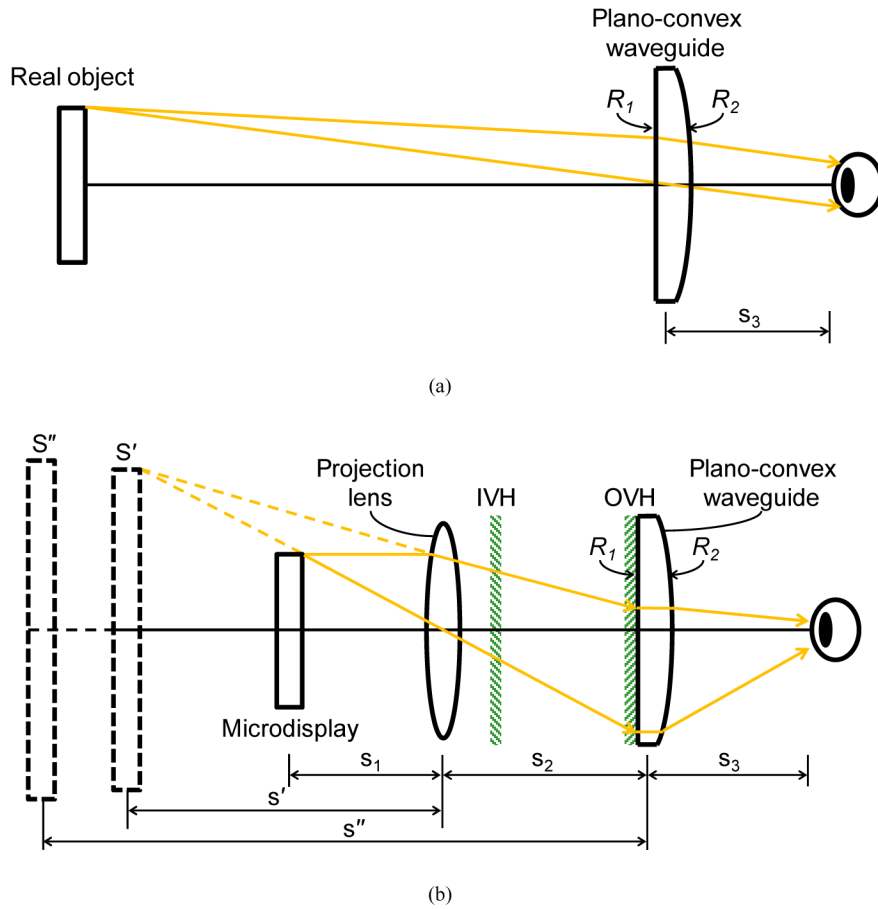 Plano-convex
waveguide
Real object
R₁
R₂
s₃
(a)
S″
S′
Projection
lens
IVH
OVH
Plano-convex
waveguide
R₁
R₂
Microdisplay
s₁
s₂
s₃
s′
s″
(b)